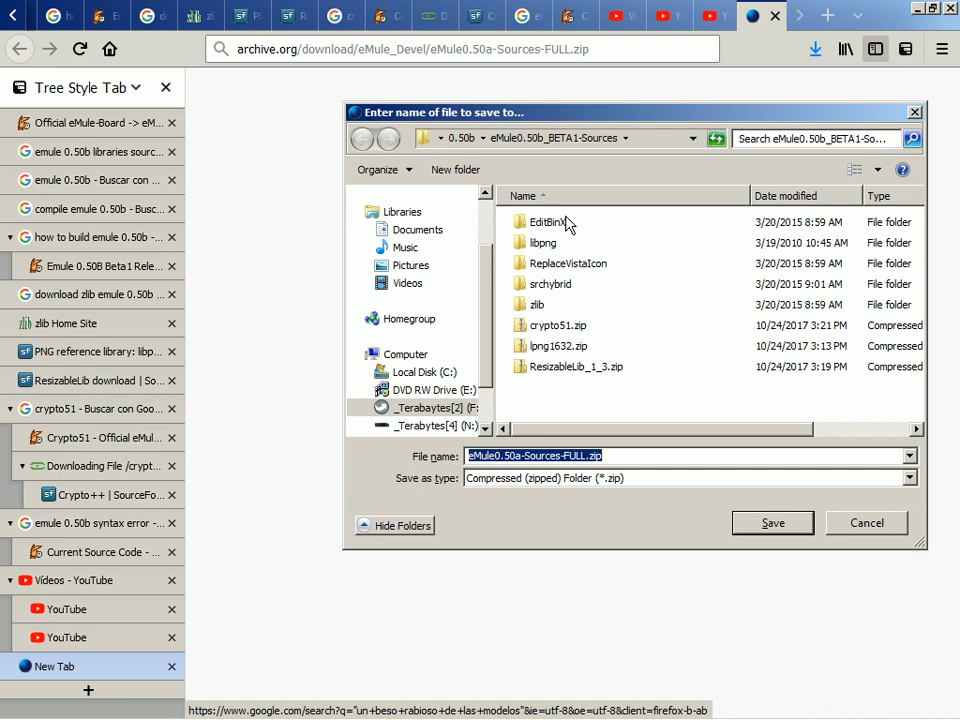 archive.org/download/eMule_Devel/eMule0.50a-Sources-FULL.zip
Tree Style Tab
Official eMule-Board -> eM...
emule 0.50b libraries sourc...
emule 0.50b - Buscar con ...
compile emule 0.50b - Busc...
how to build emule 0.50b -...
Emule 0.50B Beta1 Rele...
download zlib emule 0.50b ...
zlib Home Site
PNG reference library: libp...
ResizableLib download | So...
crypto51 - Buscar con Goo...
Crypto51 - Official eMul...
Downloading File /crypt...
Crypto++ | SourceFo...
emule 0.50b syntax error -...
Current Source Code - ...
Vídeos - YouTube
YouTube
YouTube
New Tab
Enter name of file to save to...
0.50b
eMule0.50b_BETA1-Sources
Search eMule0.50b_BETA1-So...
Organize
New folder
Libraries
Documents
Music
Pictures
Videos
Homegroup
Computer
Local Disk (C:)
DVD RW Drive (E:)
_Terabaytes[2] (F:
_Terabytes[4] (N:)
Name Date modified Type
EditBinX 3/20/2015 8:59 AM File folder
libpng 3/19/2010 10:45 AM File folder
ReplaceVistaIcon 3/20/2015 8:59 AM File folder
srchybrid 3/20/2015 9:01 AM File folder
zlib 3/20/2015 8:59 AM File folder
crypto51.zip 10/24/2017 3:21 PM Compressed
lpng1632.zip 10/24/2017 3:13 PM Compressed
ResizableLib_1_3.zip 10/24/2017 3:19 PM Compressed
File name: eMule0.50a-Sources-FULL.zip
Save as type: Compressed (zipped) Folder (*.zip)
Hide Folders
Save
Cancel
https://www.google.com/search?q="un+beso+rabioso+de+las+modelos"&ie=utf-8&oe=utf-8&client=firefox-b-ab